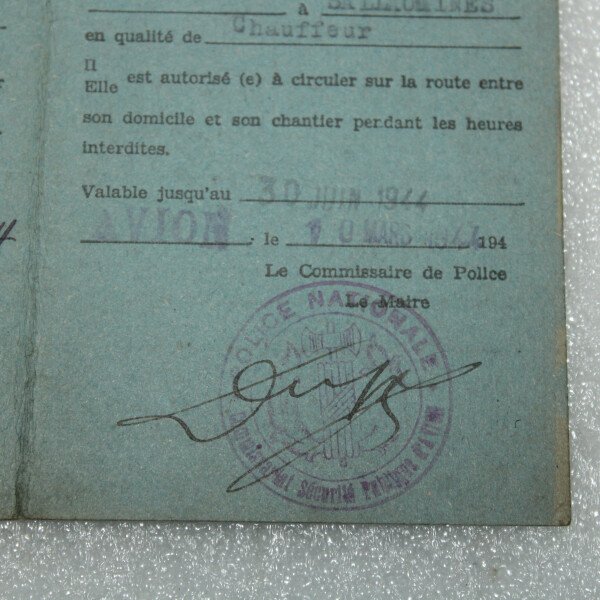 à SALLAUMINES
en qualité de Chauffeur
Il
Elle est autorisé (e) à circuler sur la route entre
son domicile et son chantier pendant les heures
interdites.
Valable jusqu'au 30 JUIN 1944
AVION - le 10 MARS 1944 194
Le Commissaire de Police
Le Maire
POLICE NATIONALE
Sécurité Publique